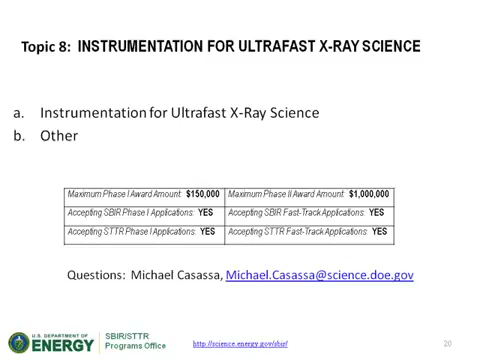 Topic 8: INSTRUMENTATION FOR ULTRAFAST X-RAY SCIENCE
a. Instrumentation for Ultrafast X-Ray Science
b. Other
Maximum Phase I Award Amount: $150,000 Maximum Phase II Award Amount: $1,000,000
Accepting SBIR Phase I Applications: YES Accepting SBIR Fast-Track Applications: YES
Accepting STTR Phase I Applications: YES Accepting STTR Fast-Track Applications: YES
Questions: Michael Casassa, Michael.Casassa@science.doe.gov
U.S. DEPARTMENT OF
ENERGY
SBIR/STTR
Programs Office
http://science.energy.gov/sbir/
20